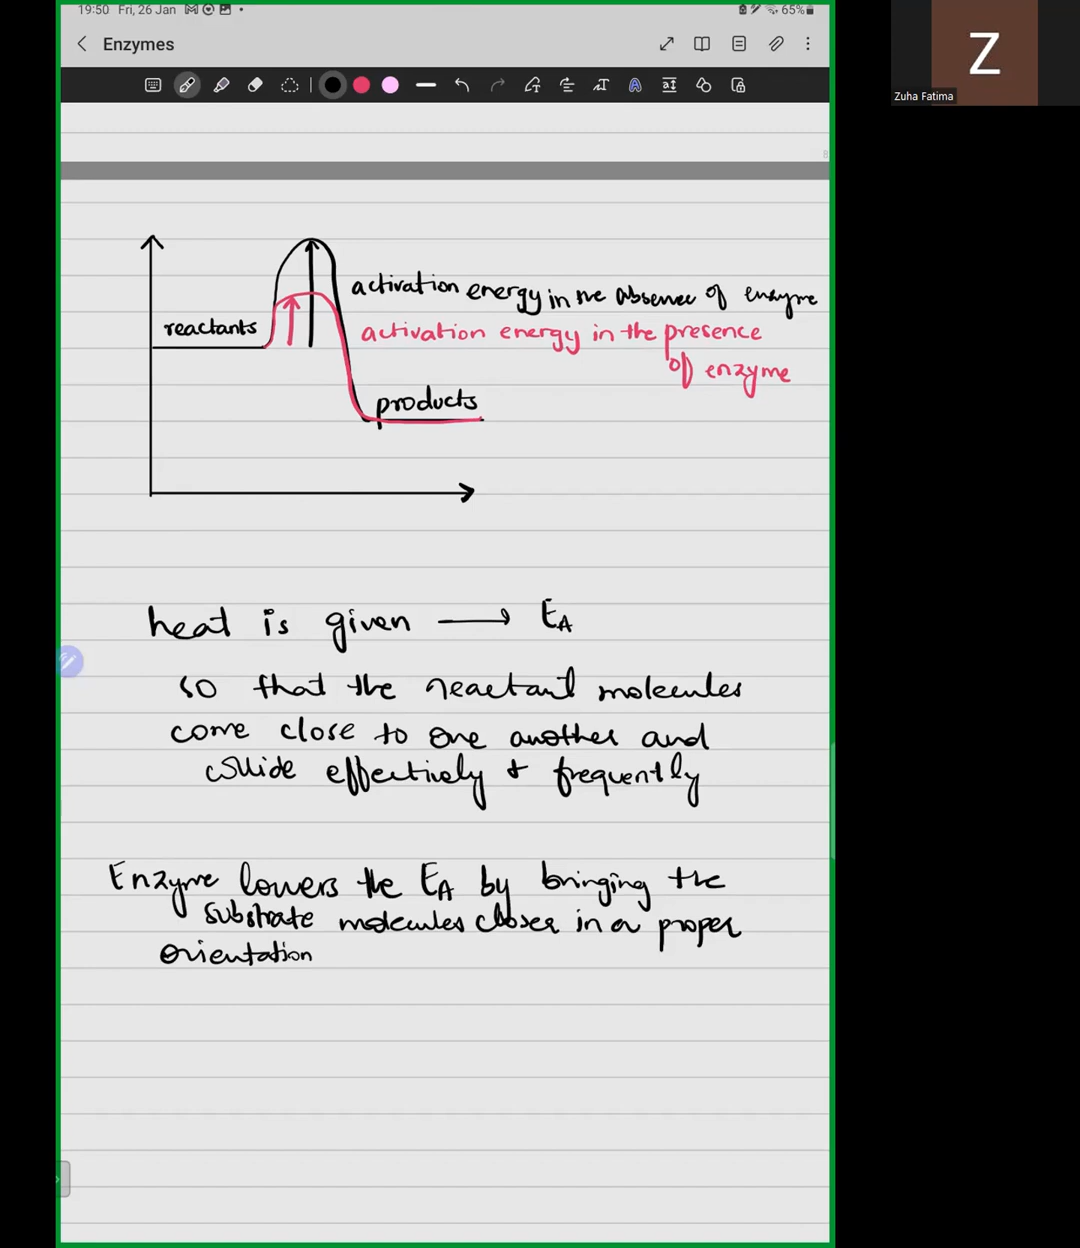 19:50 Fri, 26 Jan
65%
Enzymes
Z
Zuha Fatima
activation energy in the absence of enzyme
reactants
activation energy in the presence
of enzyme
products
heat is given → EA
so that the reactant molecules
come close to one another and
collide effectively & frequently
Enzyme lowers the EA by bringing the
substrate molecules closer in a proper
orientation